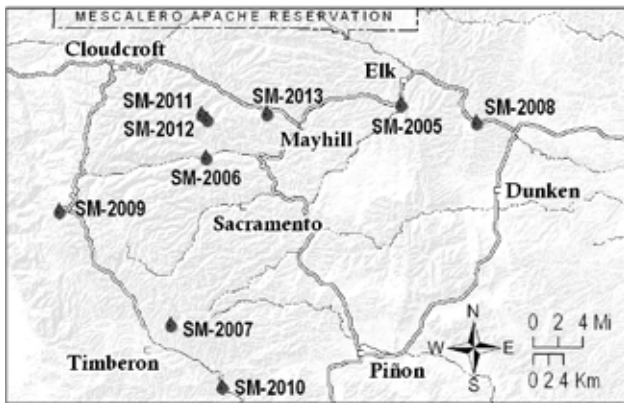 MESCALERO APACHE RESERVATION
Cloudcroft
Elk
SM-2011
SM-2013
SM-2012
SM-2005
SM-2008
Mayhill
SM-2006
Dunken
SM-2009
Sacramento
SM-2007
N
0 2 4 Mi
W E
Timberon
Piñon
S
0 2 4 Km
SM-2010